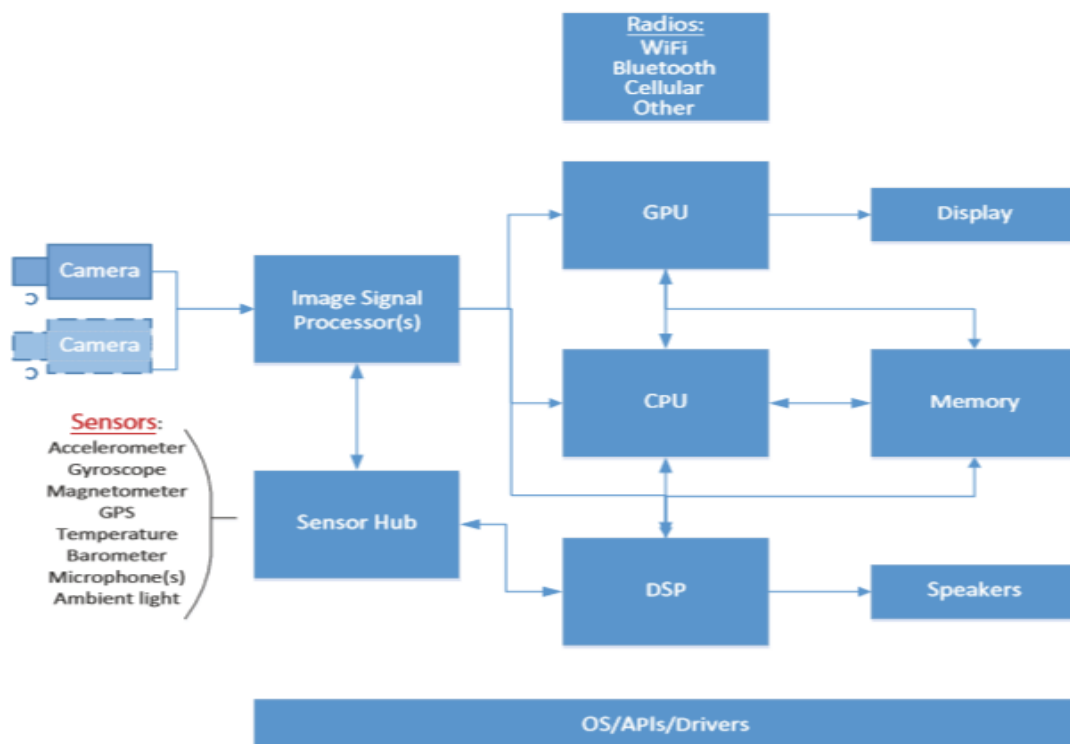 Radios:
WiFi
Bluetooth
Cellular
Other
GPU
Display
Camera
Image Signal
Processor(s)
Camera
CPU
Memory
Sensors:
Accelerometer
Gyroscope
Magnetometer
GPS
Temperature
Barometer
Microphone(s)
Ambient light
Sensor Hub
DSP
Speakers
OS/APIs/Drivers